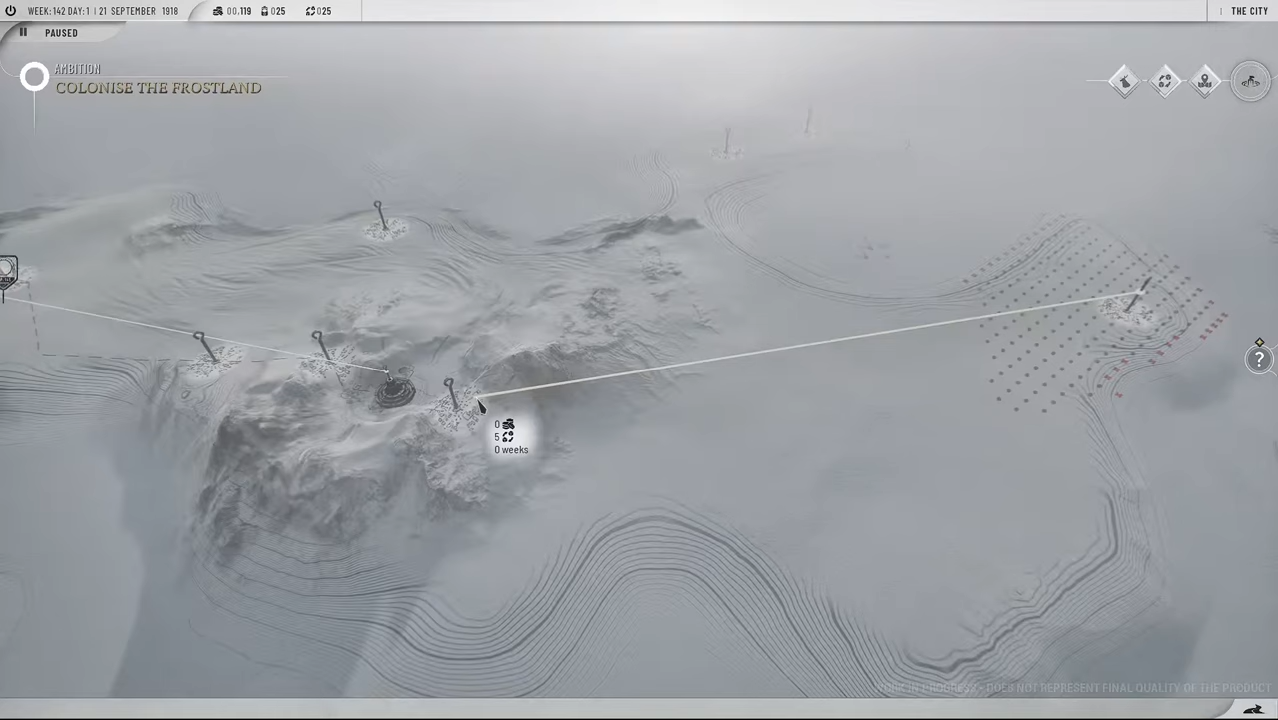 WEEK:142 DAY:1 | 21 SEPTEMBER 1918
00.119
025
025
THE CITY
PAUSED
AMBITION
COLONISE THE FROSTLAND
?
0
5
0 weeks
WORK IN PROGRESS - DOES NOT REPRESENT FINAL QUALITY OF THE PRODUCT